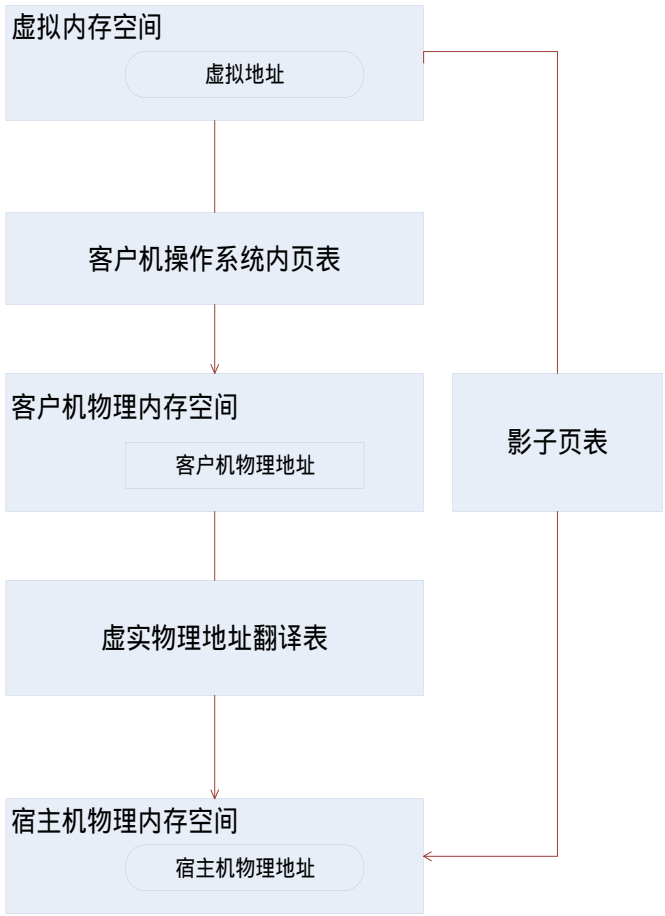 虚拟内存空间
虚拟地址
客户机操作系统内页表
客户机物理内存空间
客户机物理地址
影子页表
虚实物理地址翻译表
宿主机物理内存空间
宿主机物理地址